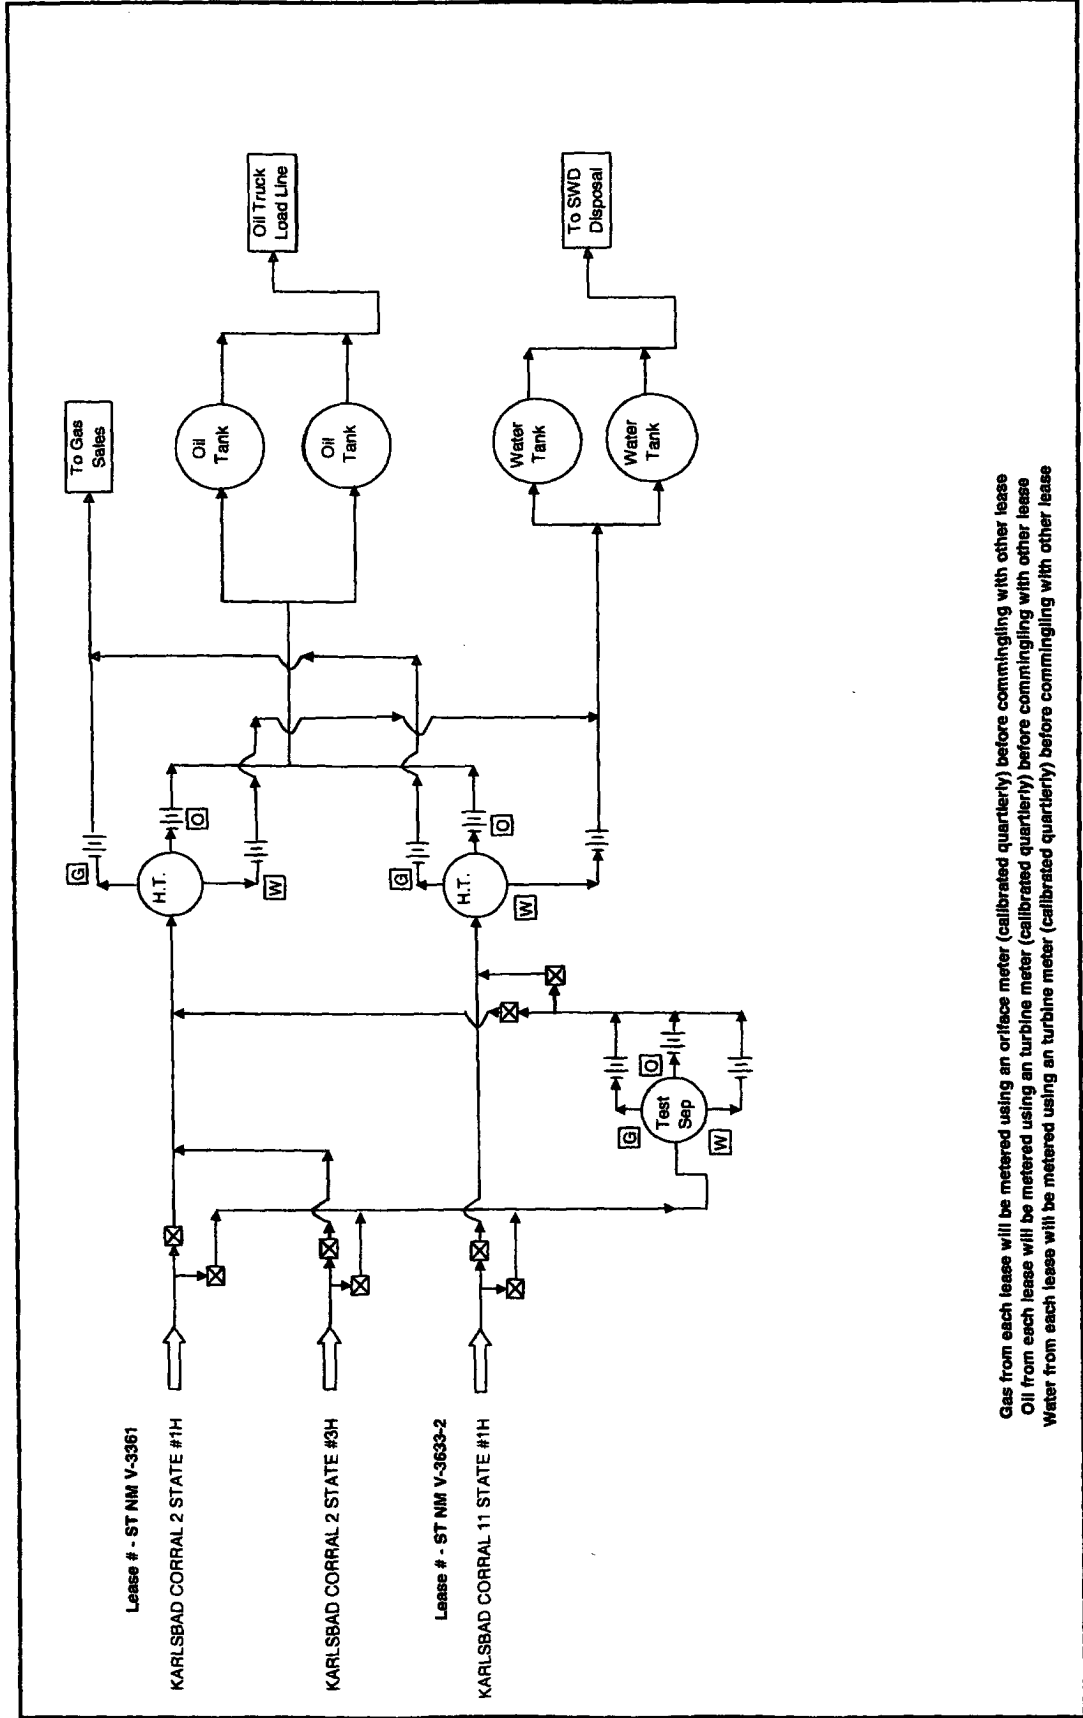 Lease # - ST NM V-3361
KARLSBAD CORRAL 2 STATE #1H
KARLSBAD CORRAL 2 STATE #3H
Lease # - ST NM V-3633-2
KARLSBAD CORRAL 11 STATE #1H
G
Test
Sep
O
W
G
H.T.
O
W
G
H.T.
O
W
To Gas
Sales
Oil
Tank
Oil
Tank
Water
Tank
Water
Tank
Oil Truck
Load Line
To SWD
Disposal
Gas from each lease will be metered using an oriface meter (calibrated quartlerly) before commingling with other lease
Oil from each lease will be metered using an turbine meter (calibrated quartlerly) before commingling with other lease
Water from each lease will be metered using an turbine meter (calibrated quartlerly) before commingling with other lease